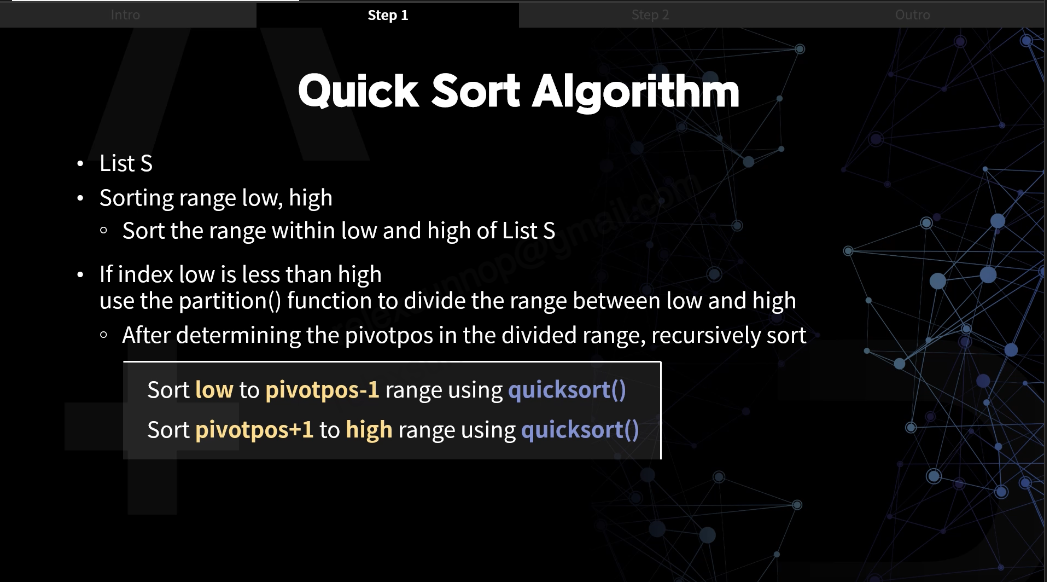 Intro
Step 1
Step 2
Outro
Quick Sort Algorithm
• List S
• Sorting range low, high
○ Sort the range within low and high of List S
• If index low is less than high
use the partition() function to divide the range between low and high
○ After determining the pivotpos in the divided range, recursively sort
Sort low to pivotpos-1 range using quicksort()
Sort pivotpos+1 to high range using quicksort()